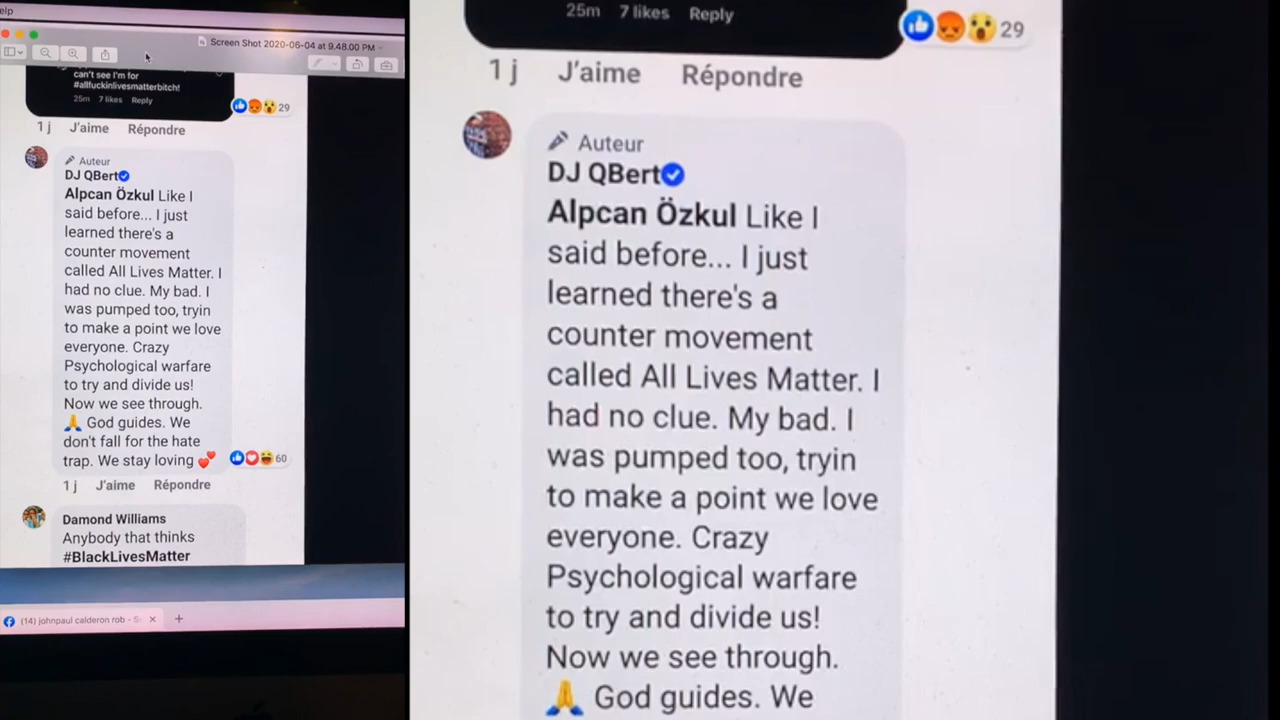 elp
Screen Shot 2020-06-04 at 9.48.00 PM
can't see I'm for
#allfuckinlivesmatterbitch!
25m 7 likes Reply
29
1 j J'aime Répondre
Auteur
DJ QBert
Alpcan Özkul Like I
said before... I just
learned there's a
counter movement
called All Lives Matter. I
had no clue. My bad. I
was pumped too, tryin
to make a point we love
everyone. Crazy
Psychological warfare
to try and divide us!
Now we see through.
🙏 God guides. We
don't fall for the hate
trap. We stay loving 💕
60
1 j J'aime Répondre
Damond Williams
Anybody that thinks
#BlackLivesMatter
(14) johnpaul calderon rob - S
25m 7 likes Reply
29
1 j J'aime Répondre
Auteur
DJ QBert
Alpcan Özkul Like I
said before... I just
learned there's a
counter movement
called All Lives Matter. I
had no clue. My bad. I
was pumped too, tryin
to make a point we love
everyone. Crazy
Psychological warfare
to try and divide us!
Now we see through.
🙏 God guides. We